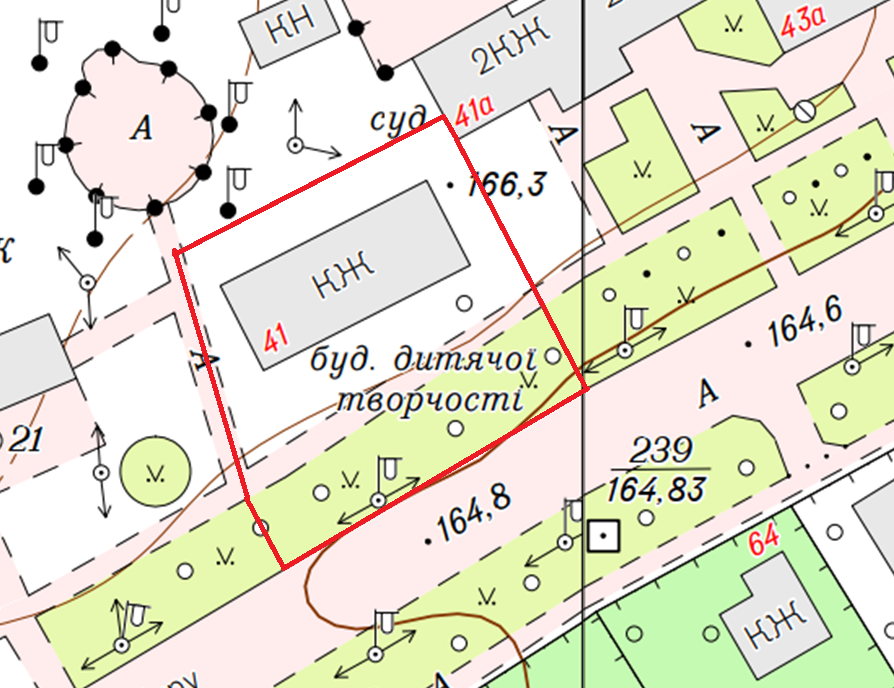 КН
2КЖ
43а
41а
суд
А
А
А
166,3
КЖ
41
А
буд. дитячої
творчості
164,6
21
А
239
164,83
164,8
64
КЖ
А